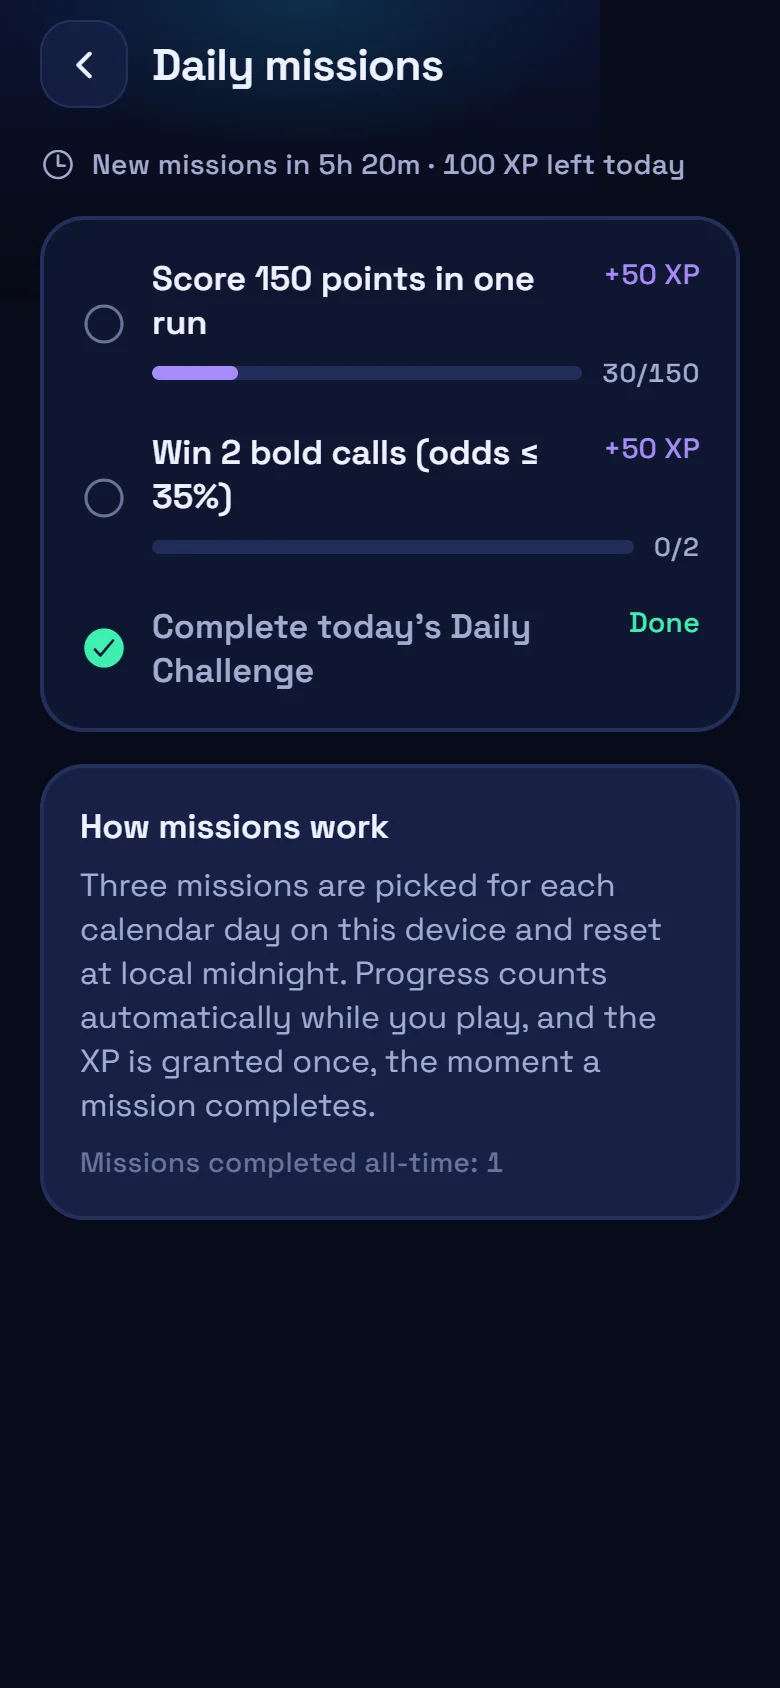 Daily missions
New missions in 5h 20m · 100 XP left today
Score 150 points in one
run
+50 XP
30/150
Win 2 bold calls (odds ≤
35%)
+50 XP
0/2
Complete today’s Daily
Challenge
Done
How missions work
Three missions are picked for each
calendar day on this device and reset
at local midnight. Progress counts
automatically while you play, and the
XP is granted once, the moment a
mission completes.
Missions completed all-time: 1